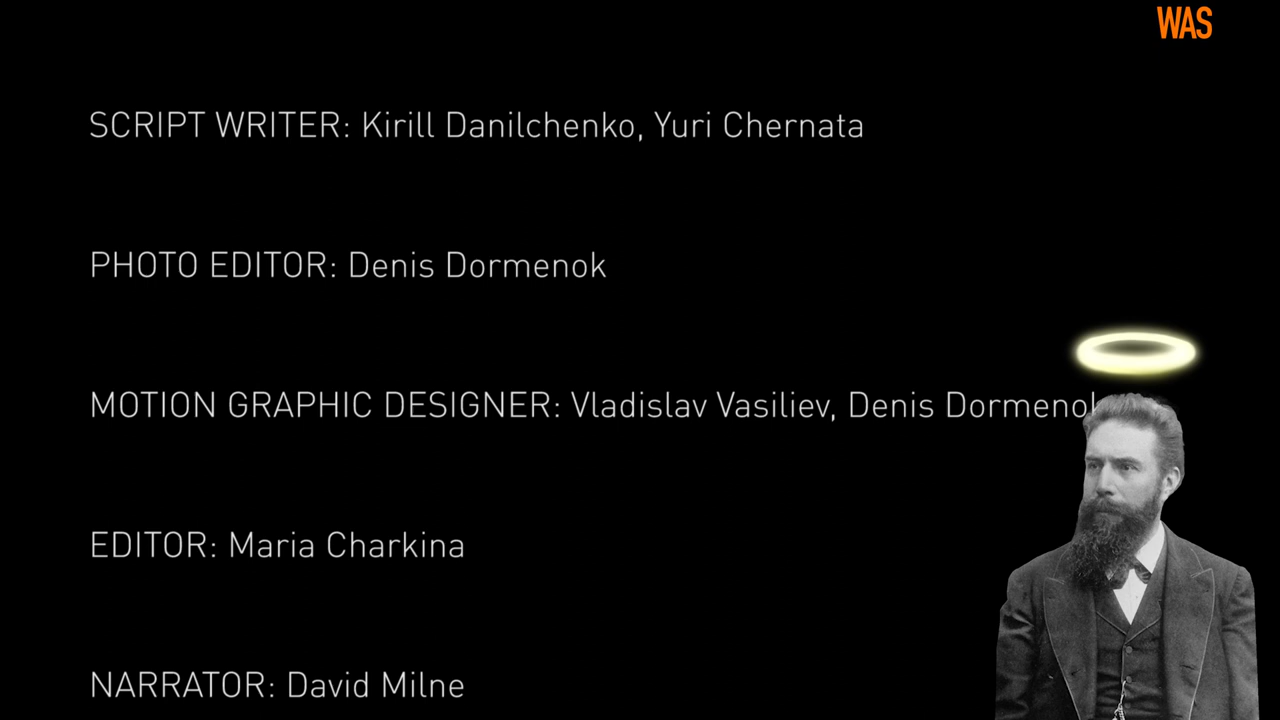 WAS
SCRIPT WRITER: Kirill Danilchenko, Yuri Chernata
PHOTO EDITOR: Denis Dormenok
MOTION GRAPHIC DESIGNER: Vladislav Vasiliev, Denis Dormenok
EDITOR: Maria Charkina
NARRATOR: David Milne